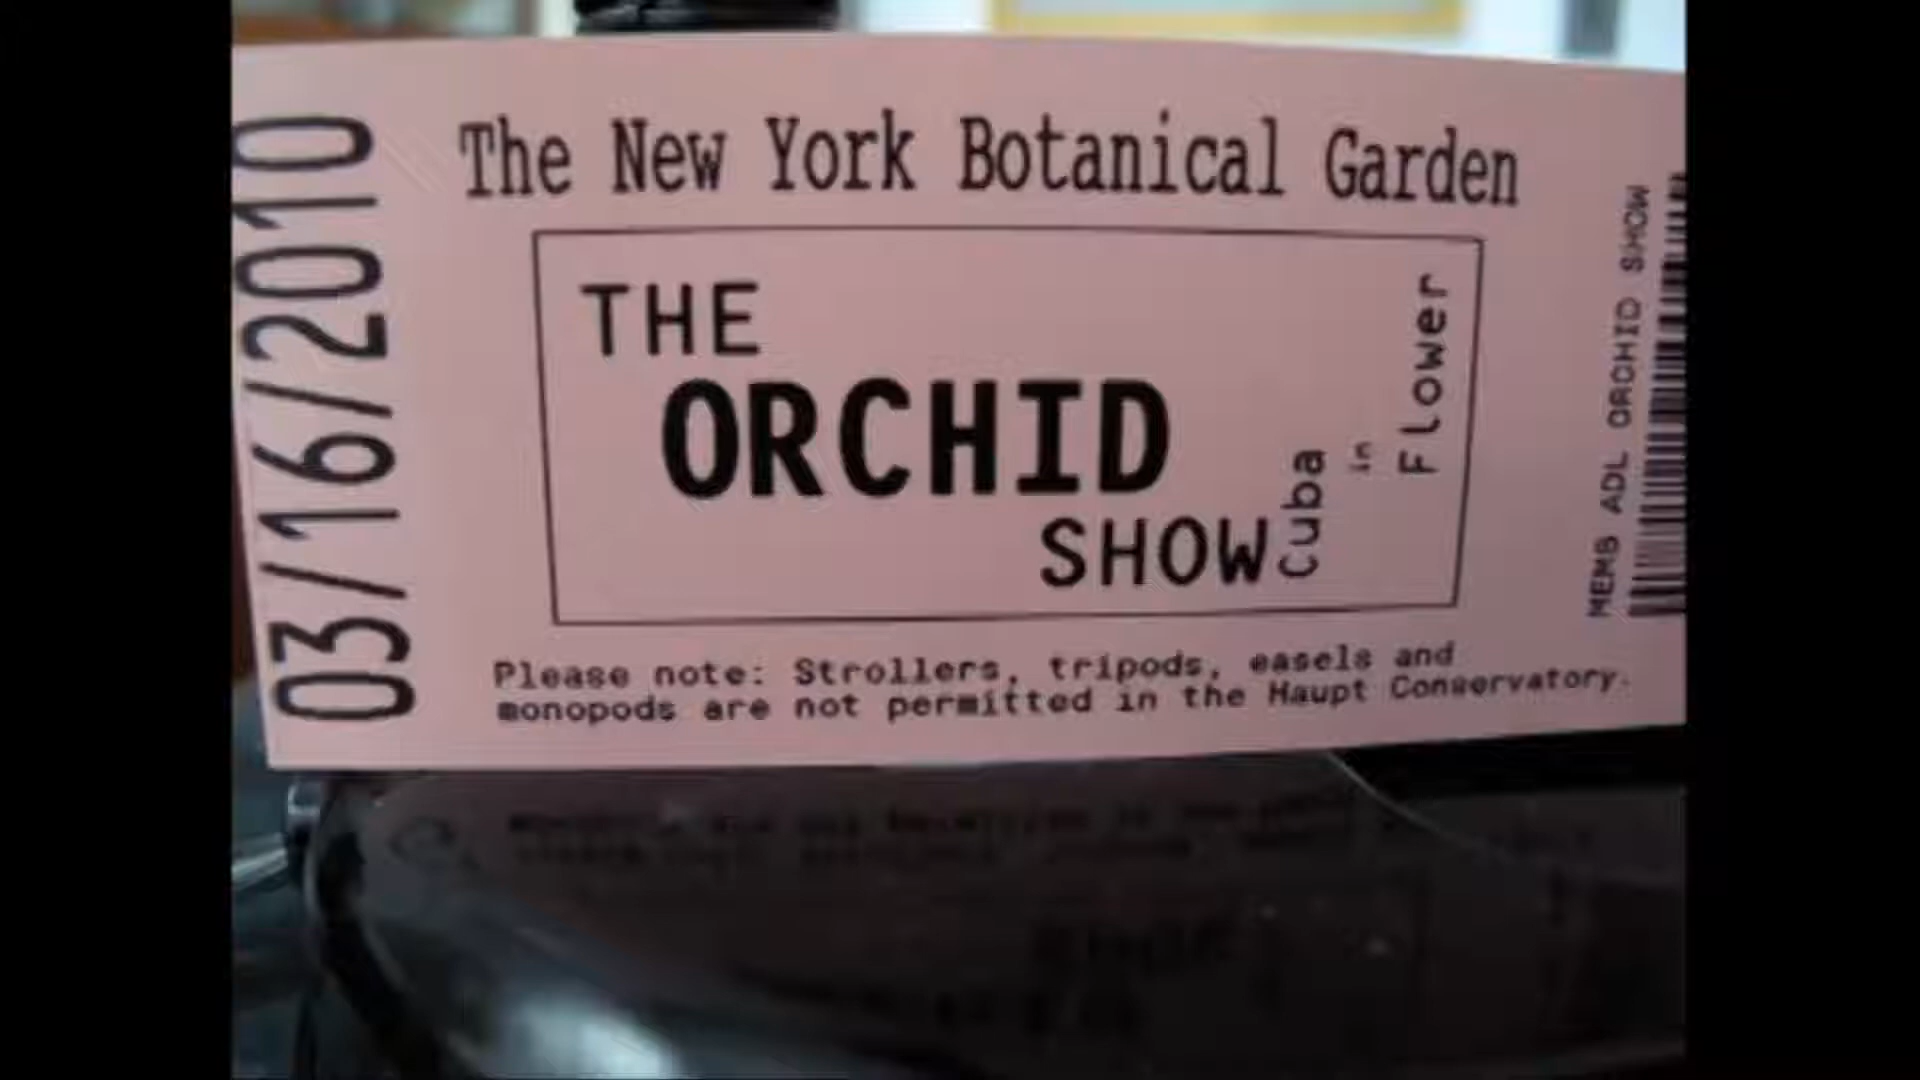 03/16/2010
The New York Botanical Garden
THE
ORCHID
SHOW
Cuba
in
Flower
Please note: Strollers, tripods, easels and
monopods are not permitted in the Haupt Conservatory.
MEMB ADL ORCHID SHOW